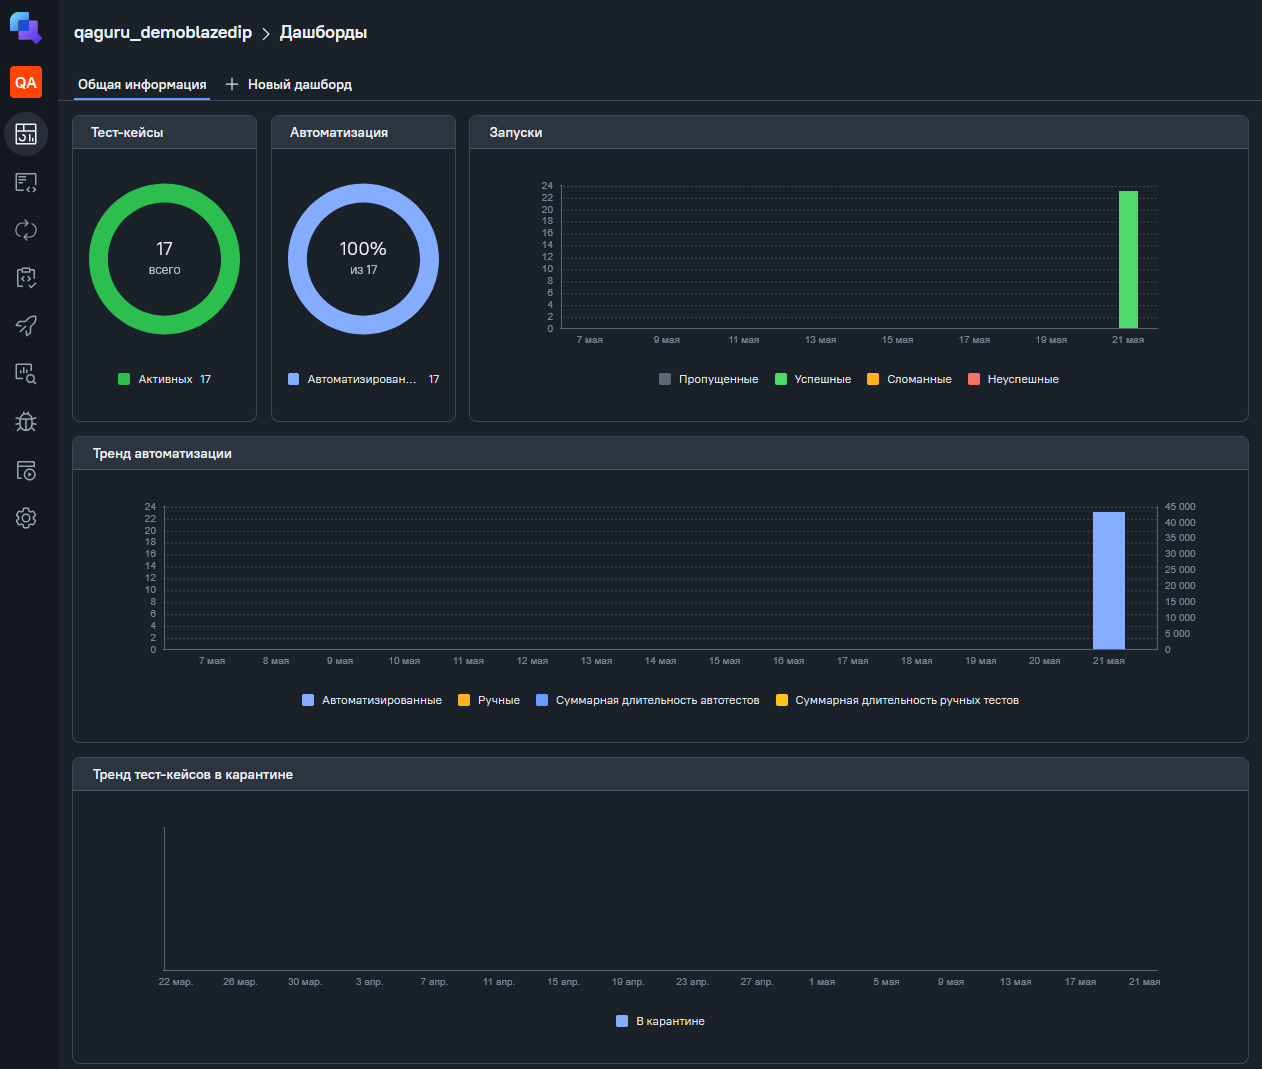 qaguru_demoblazedip > Дашборды
QA
Общая информация + Новый дашборд
Тест-кейсы
17
всего
Активных 17
Автоматизация
100%
из 17
Автоматизирован... 17
Запуски
24
22
20
18
16
14
12
10
8
6
4
2
0
7 мая 9 мая 11 мая 13 мая 15 мая 17 мая 19 мая 21 мая
Пропущенные Успешные Сломанные Неуспешные
Тренд автоматизации
24
22
20
18
16
14
12
10
8
6
4
2
0
45 000
40 000
35 000
30 000
25 000
20 000
15 000
10 000
5 000
0
7 мая 8 мая 9 мая 10 мая 11 мая 12 мая 13 мая 14 мая 15 мая 16 мая 17 мая 18 мая 19 мая 20 мая 21 мая
Автоматизированные Ручные Суммарная длительность автотестов Суммарная длительность ручных тестов
Тренд тест-кейсов в карантине
22 мар. 26 мар. 30 мар. 3 апр. 7 апр. 11 апр. 15 апр. 19 апр. 23 апр. 27 апр. 1 мая 5 мая 9 мая 13 мая 17 мая 21 мая
В карантине